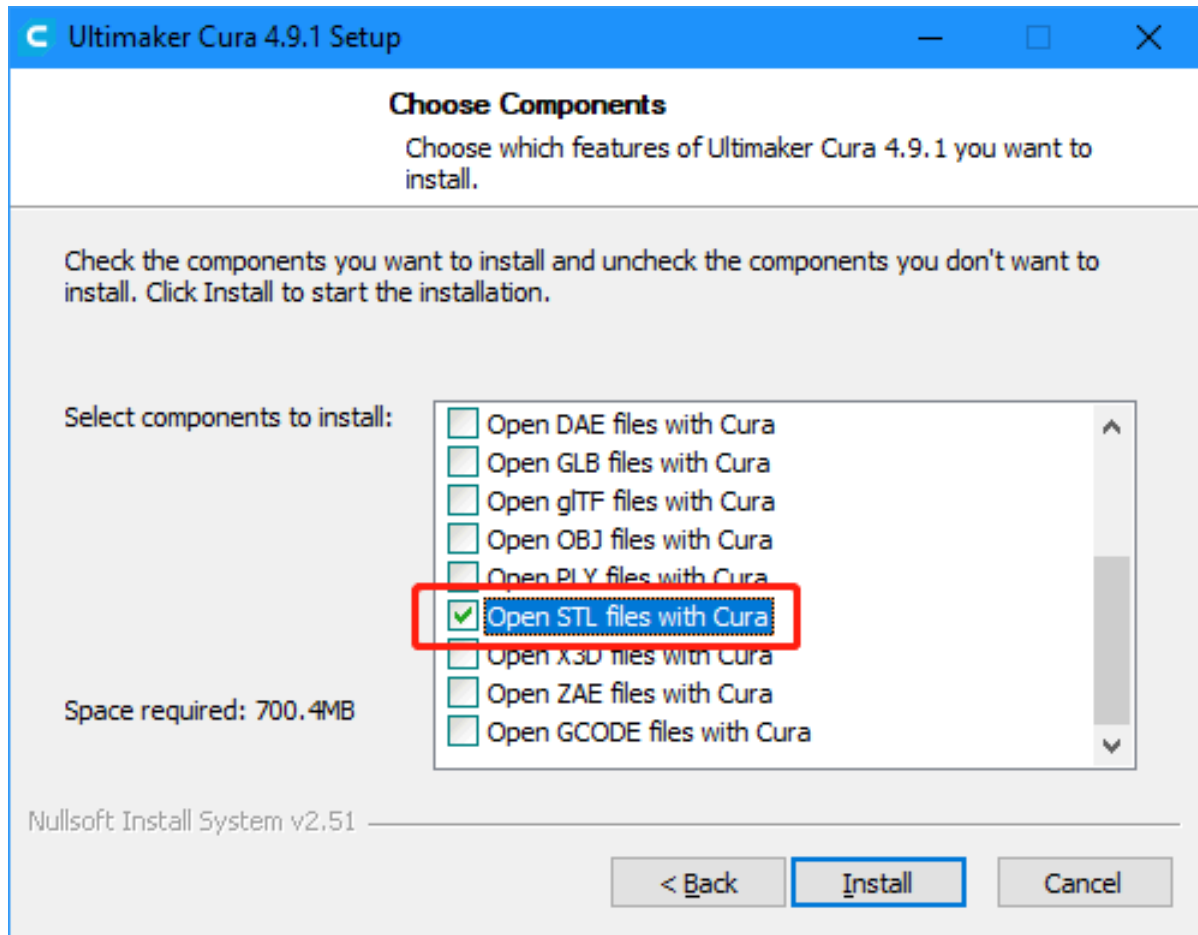 Ultimaker Cura 4.9.1 Setup
Choose Components
Choose which features of Ultimaker Cura 4.9.1 you want to
install.
Check the components you want to install and uncheck the components you don't want to
install. Click Install to start the installation.
Select components to install:
Open DAE files with Cura
Open GLB files with Cura
Open glTF files with Cura
Open OBJ files with Cura
Open PLY files with Cura
Open STL files with Cura
Open X3D files with Cura
Open ZAE files with Cura
Open GCODE files with Cura
Space required: 700.4MB
Nullsoft Install System v2.51
< Back
Install
Cancel